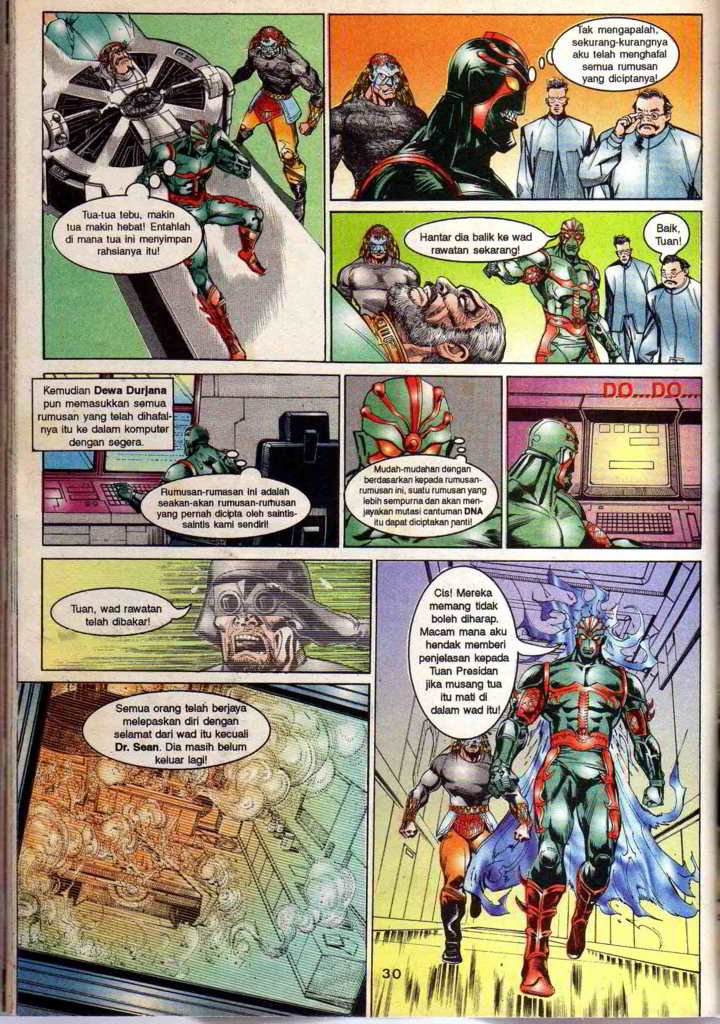 Tua-tua tebu, makin
tua makin hebat! Entahlah
di mana tua ini menyimpan
rahsianya itu!
Tak mengapalah,
sekurang-kurangnya
aku telah menghafal
semua rumusan
yang diciptanya!
Hantar dia balik ke wad
rawatan sekarang!
Baik,
Tuan!
Kemudian Dewa Durjana
pun memasukkan semua
rumusan yang telah dihafal-
nya itu ke dalam komputer
dengan segera.
Rumusan-rumasan ini adalah
seakan-akan rumusan-ruhusan
yang pernah dicipta oleh saintis-
saintis kami sendiri!
Mudah-mudahan dengan
berdasarkan kepada rumusan-
rumusan ini, suatu rumusan yang
lebih sempurna dan akan men-
jayakan mutasi cantuman DNA
itu dapat diciptakan nanti!
DO...DO...
Tuan, wad rawatan
telah dibakar!
Semua orang telah berjaya
melepaskan diri dengan
selamat dari wad itu kecuali
Dr. Sean. Dia masih belum
keluar lagi!
Cis! Mereka
memang tidak
boleh diharap.
Macam mana aku
hendak memberi
penjelasan kepada
Tuan Presidan
jika musang tua
itu mati di
dalam wad itu!
30